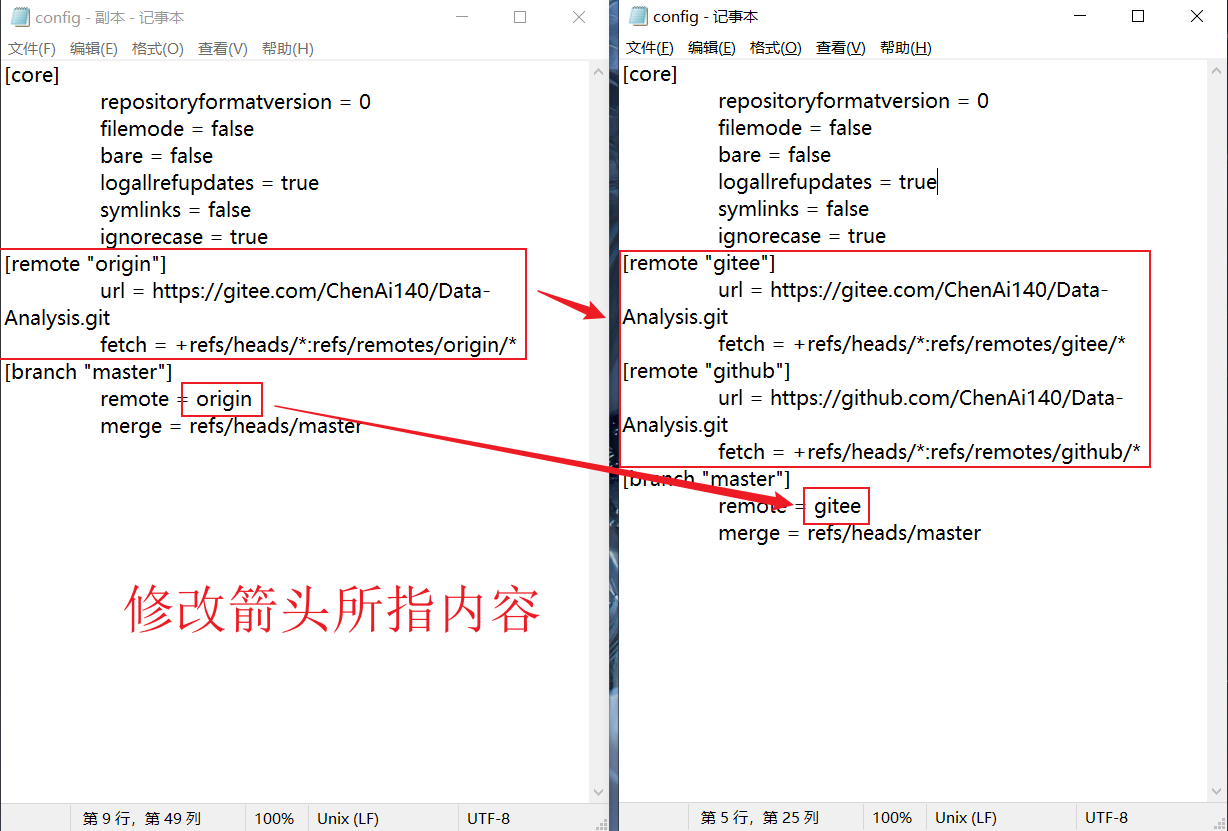 config - 副本 - 记事本
文件(F) 编辑(E) 格式(O) 查看(V) 帮助(H)
[core]
repositoryformatversion = 0
filemode = false
bare = false
logallrefupdates = true
symlinks = false
ignorecase = true
[remote "origin"]
url = https://gitee.com/ChenAi140/Data-
Analysis.git
fetch = +refs/heads/*:refs/remotes/origin/*
[branch "master"]
remote = origin
merge = refs/heads/master
修改箭头所指内容
第 9 行，第 49 列 100% Unix (LF) UTF-8
config - 记事本
文件(F) 编辑(E) 格式(O) 查看(V) 帮助(H)
[core]
repositoryformatversion = 0
filemode = false
bare = false
logallrefupdates = true
symlinks = false
ignorecase = true
[remote "gitee"]
url = https://gitee.com/ChenAi140/Data-
Analysis.git
fetch = +refs/heads/*:refs/remotes/gitee/*
[remote "github"]
url = https://github.com/ChenAi140/Data-
Analysis.git
fetch = +refs/heads/*:refs/remotes/github/*
[branch "master"]
remote = gitee
merge = refs/heads/master
第 5 行，第 25 列 100% Unix (LF) UTF-8